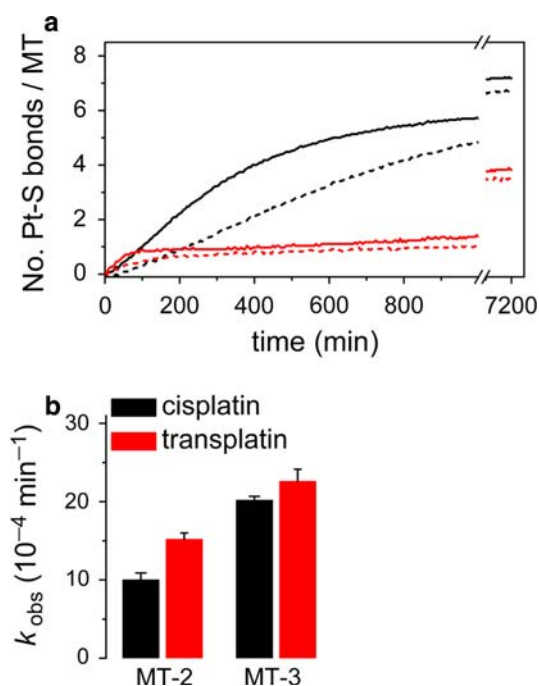 a
No. Pt-S bonds / MT
8
6
4
2
0
0 200 400 600 800 7200
time (min)
b
cisplatin
transplatin
k obs (10⁻⁴ min⁻¹)
30
20
10
0
MT-2 MT-3